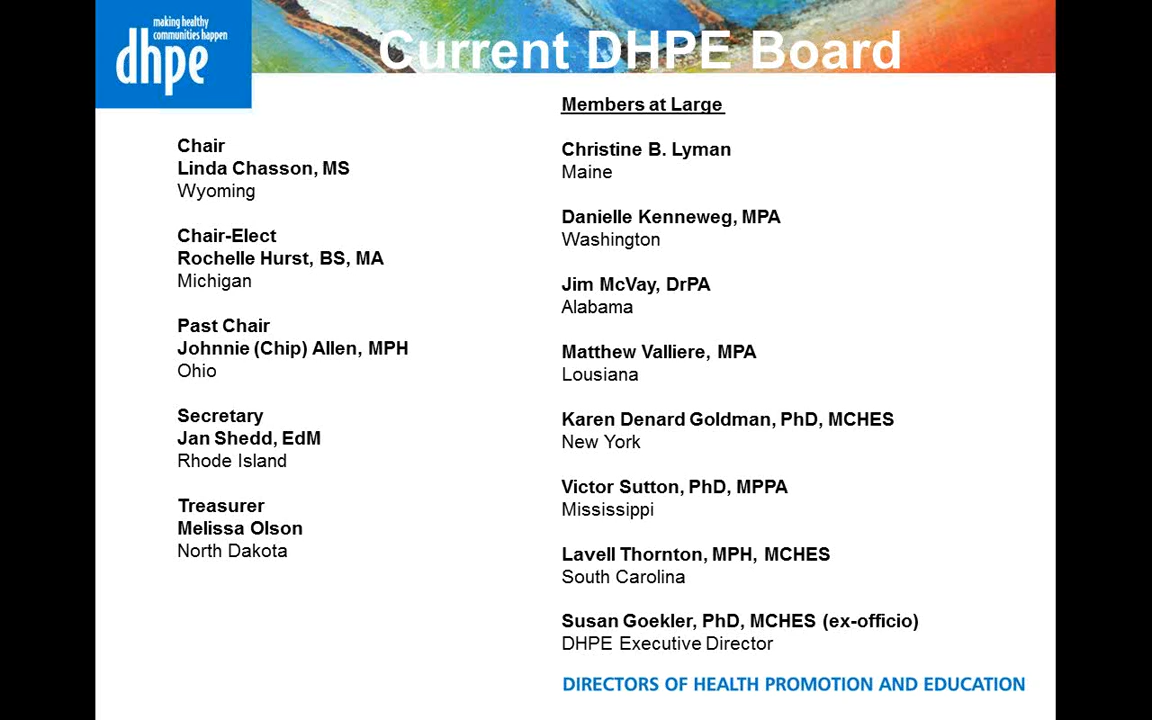 making healthy
communities happen
dhpe
Current DHPE Board
Chair
Linda Chasson, MS
Wyoming
Chair-Elect
Rochelle Hurst, BS, MA
Michigan
Past Chair
Johnnie (Chip) Allen, MPH
Ohio
Secretary
Jan Shedd, EdM
Rhode Island
Treasurer
Melissa Olson
North Dakota
Members at Large
Christine B. Lyman
Maine
Danielle Kenneweg, MPA
Washington
Jim McVay, DrPA
Alabama
Matthew Valliere, MPA
Lousiana
Karen Denard Goldman, PhD, MCHES
New York
Victor Sutton, PhD, MPPA
Mississippi
Lavell Thornton, MPH, MCHES
South Carolina
Susan Goekler, PhD, MCHES (ex-officio)
DHPE Executive Director
DIRECTORS OF HEALTH PROMOTION AND EDUCATION